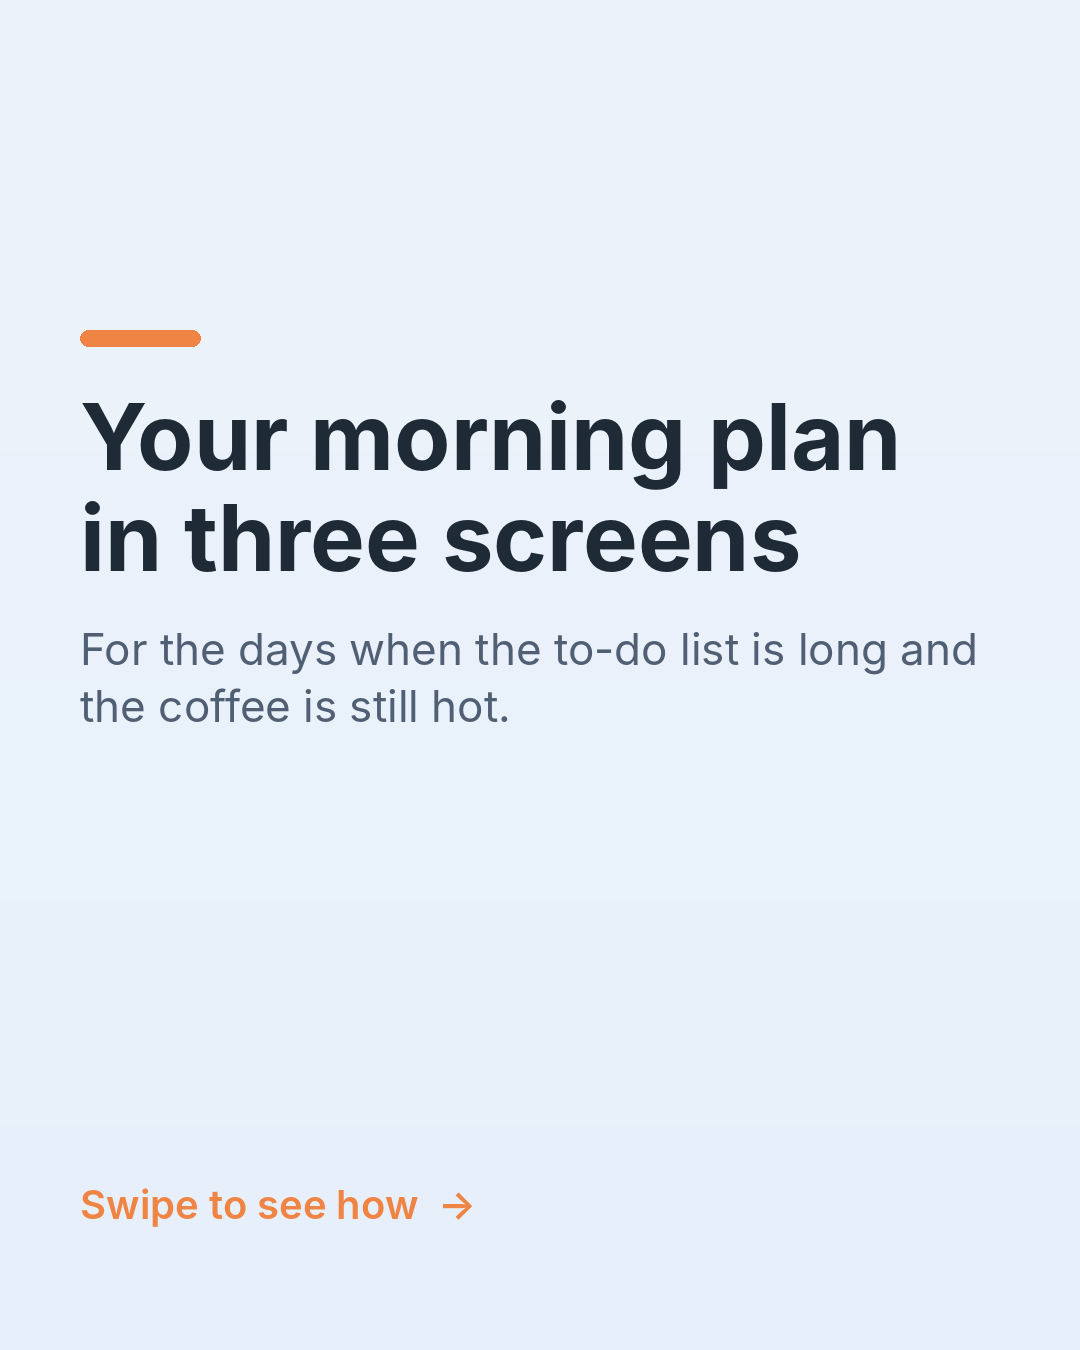 Your morning plan
in three screens
For the days when the to-do list is long and
the coffee is still hot.
Swipe to see how →